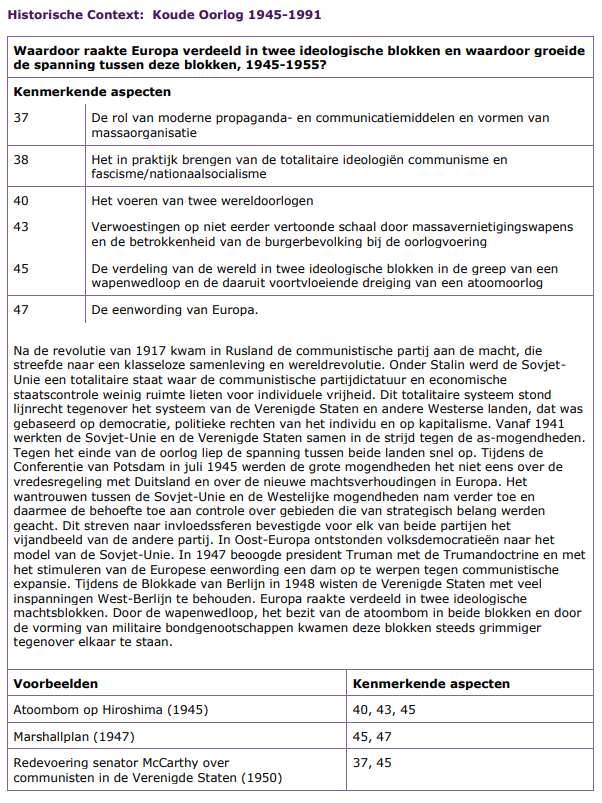 Historische Context:  Koude Oorlog 1945-1991
Waardoor raakte Europa verdeeld in twee ideologische blokken en waardoor groeide
de spanning tussen deze blokken, 1945-1955?
Kenmerkende aspecten
37 De rol van moderne propaganda- en communicatiemiddelen en vormen van
massaorganisatie
38 Het in praktijk brengen van de totalitaire ideologiën communisme en
fascisme/nationaalsocialisme
40 Het voeren van twee wereldoorlogen
43 Verwoestingen op niet eerder vertoonde schaal door massavernietigingswapens
en de betrokkenheid van de burgerbevolking bij de oorlogvoering
45 De verdeling van de wereld in twee ideologische blokken in de greep van een
wapenwedloop en de daaruit voortvloeiende dreiging van een atoomoorlog
47 De eenwording van Europa.
Na de revolutie van 1917 kwam in Rusland de communistische partij aan de macht, die
streefde naar een klasseloze samenleving en wereldrevolutie. Onder Stalin werd de Sovjet-
Unie een totalitaire staat waar de communistische partijdictatuur en economische
staatscontrole weinig ruimte lieten voor individuele vrijheid. Dit totalitaire systeem stond
lijnrecht tegenover het systeem van de Verenigde Staten en andere Westerse landen, dat was
gebaseerd op democratie, politieke rechten van het individu en op kapitalisme. Vanaf 1941
werkten de Sovjet-Unie en de Verenigde Staten samen in de strijd tegen de as-mogendheden.
Tegen het einde van de oorlog liep de spanning tussen beide landen snel op. Tijdens de
Conferentie van Potsdam in juli 1945 werden de grote mogendheden het niet eens over de
vredesregeling met Duitsland en over de nieuwe machtsverhoudingen in Europa. Het
wantrouwen tussen de Sovjet-Unie en de Westelijke mogendheden nam verder toe en
daarmee de behoefte toe aan controle over gebieden die van strategisch belang werden
geacht. Dit streven naar invloedssferen bevestigde voor elk van beide partijen het
vijandbeeld van de andere partij. In Oost-Europa ontstonden volksdemocratieën naar het
model van de Sovjet-Unie. In 1947 beoogde president Truman met de Trumandoctrine en met
het stimuleren van de Europese eenwording een dam op te werpen tegen communistische
expansie. Tijdens de Blokkade van Berlijn in 1948 wisten de Verenigde Staten met veel
inspanningen West-Berlijn te behouden. Europa raakte verdeeld in twee ideologische
machtsblokken. Door de wapenwedloop, het bezit van de atoombom in beide blokken en door
de vorming van militaire bondgenootschappen kwamen deze blokken steeds grimmiger
tegenover elkaar te staan.
Voorbeelden Kenmerkende aspecten
Atoombom op Hiroshima (1945) 40, 43, 45
Marshallplan (1947) 45, 47
Redevoering senator McCarthy over 37, 45
communisten in de Verenigde Staten (1950)